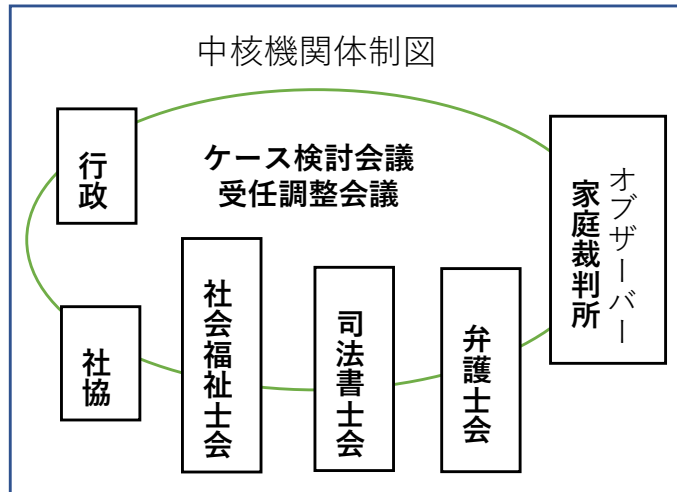 中核機関体制図
ケース検討会議
受任調整会議
行政
社協
社会福祉士会
司法書士会
弁護士会
オブザーバー
家庭裁判所